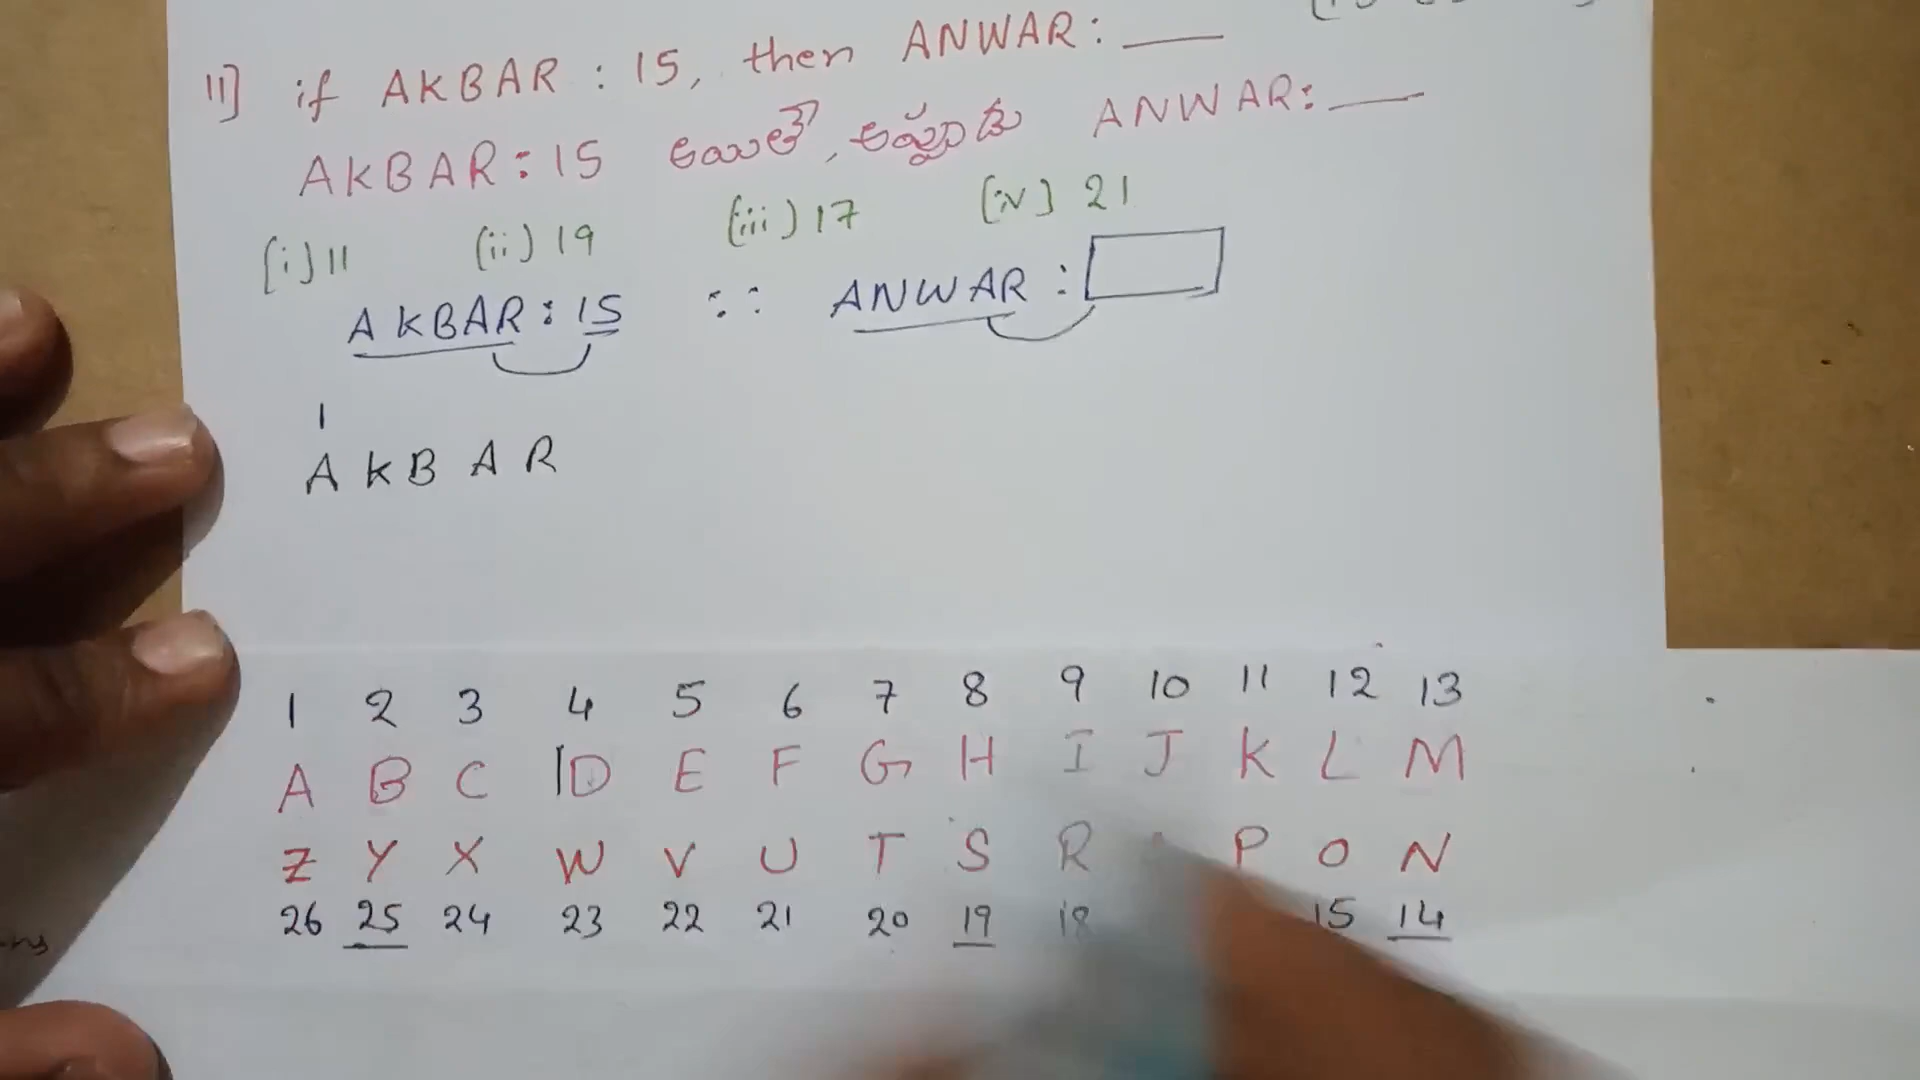 11] if AKBAR : 15, then ANWAR: ___
AKBAR : 15 అయితే, అప్పుడు ANWAR: ___
(i) 11 (ii) 19 (iii) 17 (iv) 21
AKBAR : 15 :: ANWAR :
1
A K B A R
1 2 3 4 5 6 7 8 9 10 11 12 13
A B C D E F G H I J K L M
Z Y X W V U T S R P O N
26 25 24 23 22 21 20 19 18 15 14